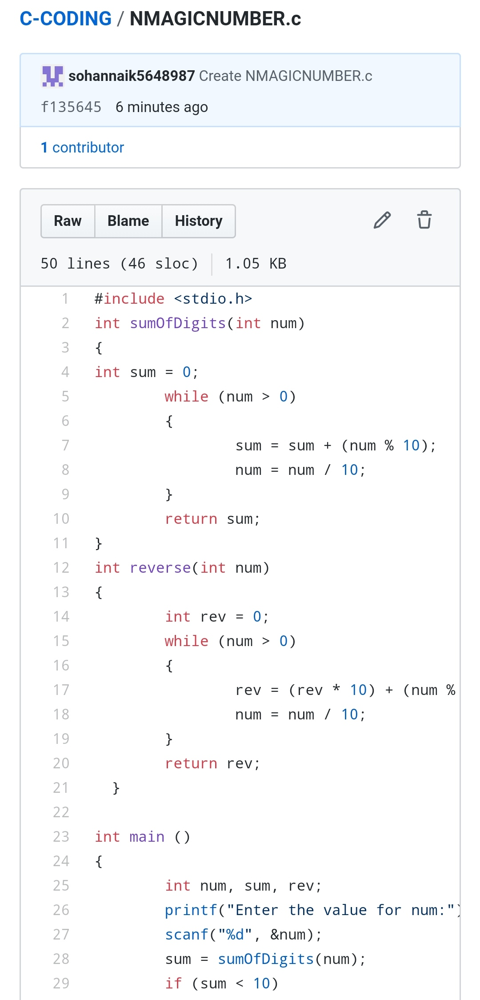 C-CODING / NMAGICNUMBER.c
sohannaik5648987 Create NMAGICNUMBER.c
f135645 6 minutes ago
1 contributor
Raw Blame History
50 lines (46 sloc) 1.05 KB
1 #include <stdio.h>
2 int sumOfDigits(int num)
3 {
4 int sum = 0;
5 while (num > 0)
6 {
7 sum = sum + (num % 10);
8 num = num / 10;
9 }
10 return sum;
11 }
12 int reverse(int num)
13 {
14 int rev = 0;
15 while (num > 0)
16 {
17 rev = (rev * 10) + (num %
18 num = num / 10;
19 }
20 return rev;
21 }
22
23 int main ()
24 {
25 int num, sum, rev;
26 printf("Enter the value for num:")
27 scanf("%d", &num);
28 sum = sumOfDigits(num);
29 if (sum < 10)